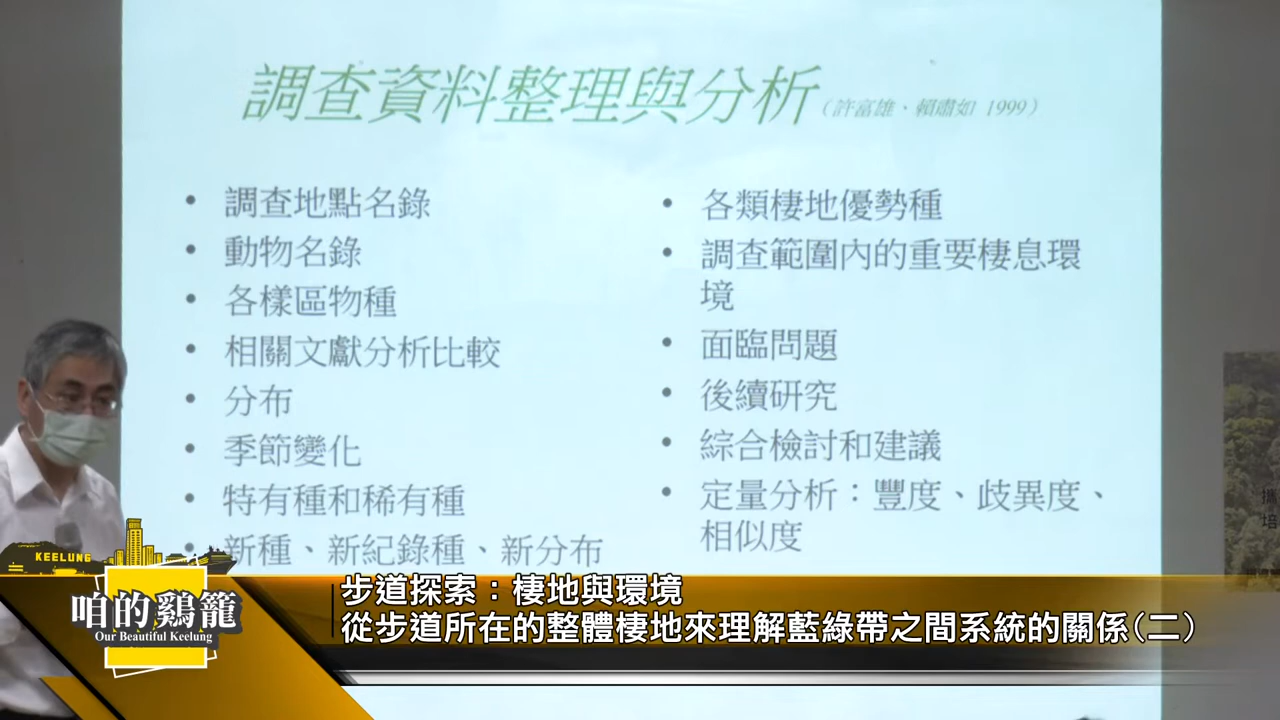 調查資料整理與分析(許富雄、賴肅如 1999)
• 調查地點名錄
• 動物名錄
• 各樣區物種
• 相關文獻分析比較
• 分布
• 季節變化
• 特有種和稀有種
• 新種、新紀錄種、新分布
• 各類棲地優勢種
• 調查範圍內的重要棲息環
境
• 面臨問題
• 後續研究
• 綜合檢討和建議
• 定量分析：豐度、歧異度、
相似度
KEELUNG
咱的鷄籠
Our Beautiful Keelung
步道探索：棲地與環境
從步道所在的整體棲地來理解藍綠帶之間系統的關係(二)